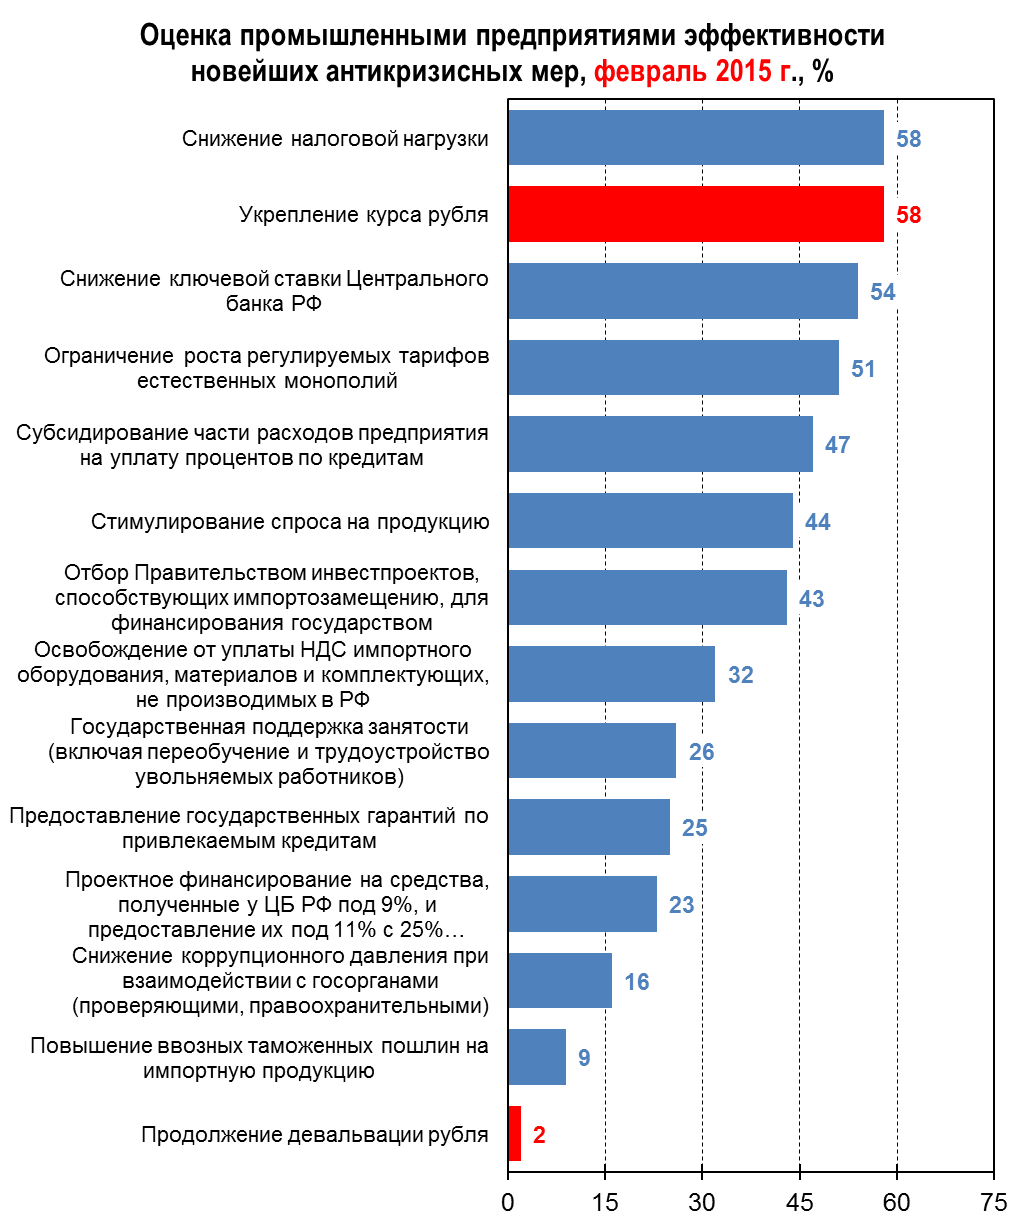 Оценка промышленными предприятиями эффективности
новейших антикризисных мер, февраль 2015 г., %
Снижение налоговой нагрузки
58
Укрепление курса рубля
58
Снижение ключевой ставки Центрального
банка РФ
54
Ограничение роста регулируемых тарифов
естественных монополий
51
Субсидирование части расходов предприятия
на уплату процентов по кредитам
47
Стимулирование спроса на продукцию
44
Отбор Правительством инвестпроектов,
способствующих импортозамещению, для
финансирования государством
43
Освобождение от уплаты НДС импортного
оборудования, материалов и комплектующих,
не производимых в РФ
32
Государственная поддержка занятости
(включая переобучение и трудоустройство
увольняемых работников)
26
Предоставление государственных гарантий по
привлекаемым кредитам
25
Проектное финансирование на средства,
полученные у ЦБ РФ под 9%, и
предоставление их под 11% с 25%…
23
Снижение коррупционного давления при
взаимодействии с госорганами
(проверяющими, правоохранительными)
16
Повышение ввозных таможенных пошлин на
импортную продукцию
9
Продолжение девальвации рубля
2
0 15 30 45 60 75